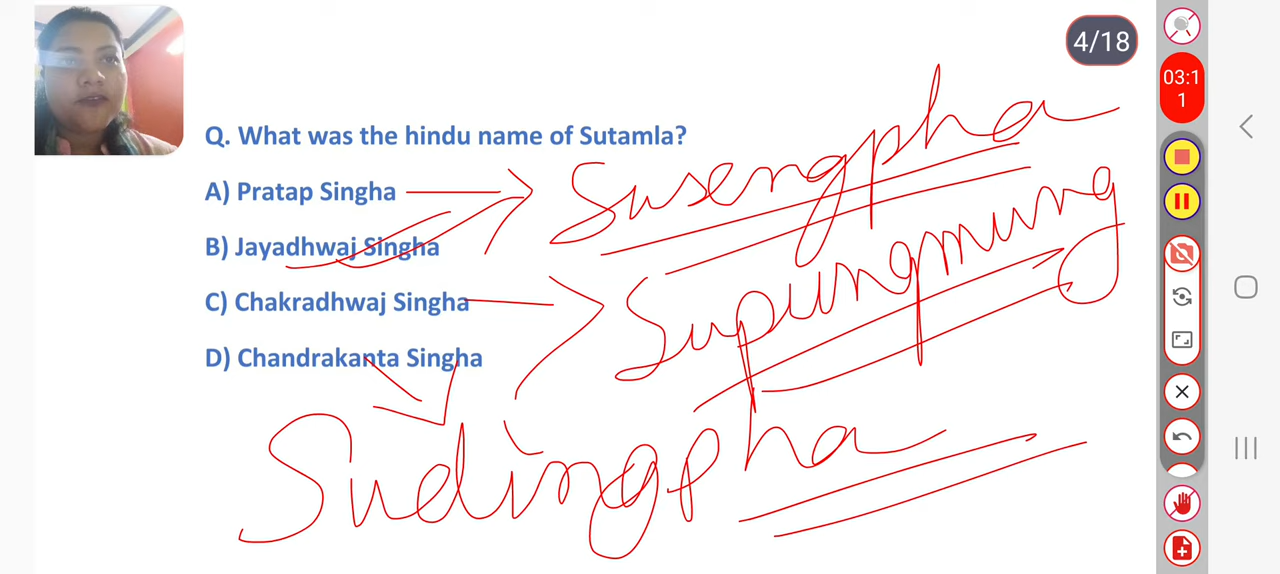 4/18
03:1
1
Q. What was the hindu name of Sutamla?
A) Pratap Singha
Susengpha
B) Jayadhwaj Singha
C) Chakradhwaj Singha
Supungmung
D) Chandrakanta Singha
Sudingpha